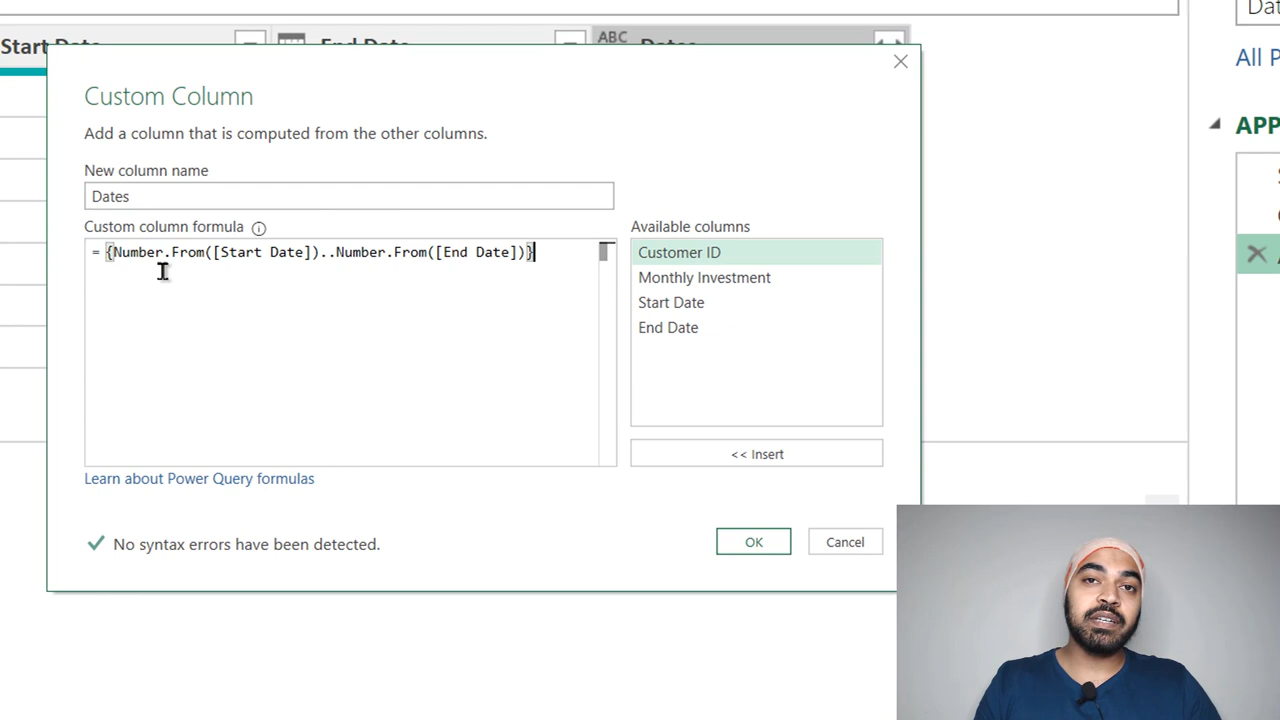 Dat
Start Date
End Date
ABC
Dates
All P
Custom Column
Add a column that is computed from the other columns.
APP
New column name
Dates
Custom column formula
Available columns
= {Number.From([Start Date])..Number.From([End Date])}
Customer ID
Monthly Investment
Start Date
End Date
<< Insert
Learn about Power Query formulas
No syntax errors have been detected.
OK
Cancel